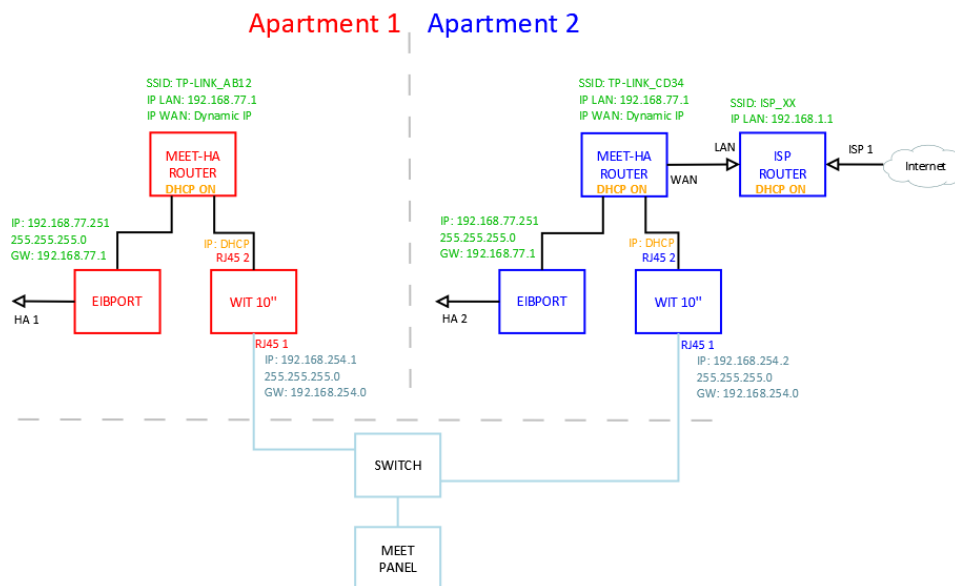 Apartment 1
Apartment 2
SSID: TP-LINK_AB12
IP LAN: 192.168.77.1
IP WAN: Dynamic IP
SSID: TP-LINK_CD34
IP LAN: 192.168.77.1
IP WAN: Dynamic IP
SSID: ISP_XX
IP LAN: 192.168.1.1
MEET-HA
ROUTER
DHCP ON
MEET-HA
ROUTER
DHCP ON
LAN
WAN
ISP
ROUTER
DHCP ON
ISP 1
Internet
IP: 192.168.77.251
255.255.255.0
GW: 192.168.77.1
IP: DHCP
RJ45 2
IP: 192.168.77.251
255.255.255.0
GW: 192.168.77.1
IP: DHCP
RJ45 2
EIBPORT
WIT 10"
HA 1
EIBPORT
WIT 10"
HA 2
RJ45 1
IP: 192.168.254.1
255.255.255.0
GW: 192.168.254.0
RJ45 1
IP: 192.168.254.2
255.255.255.0
GW: 192.168.254.0
SWITCH
MEET
PANEL